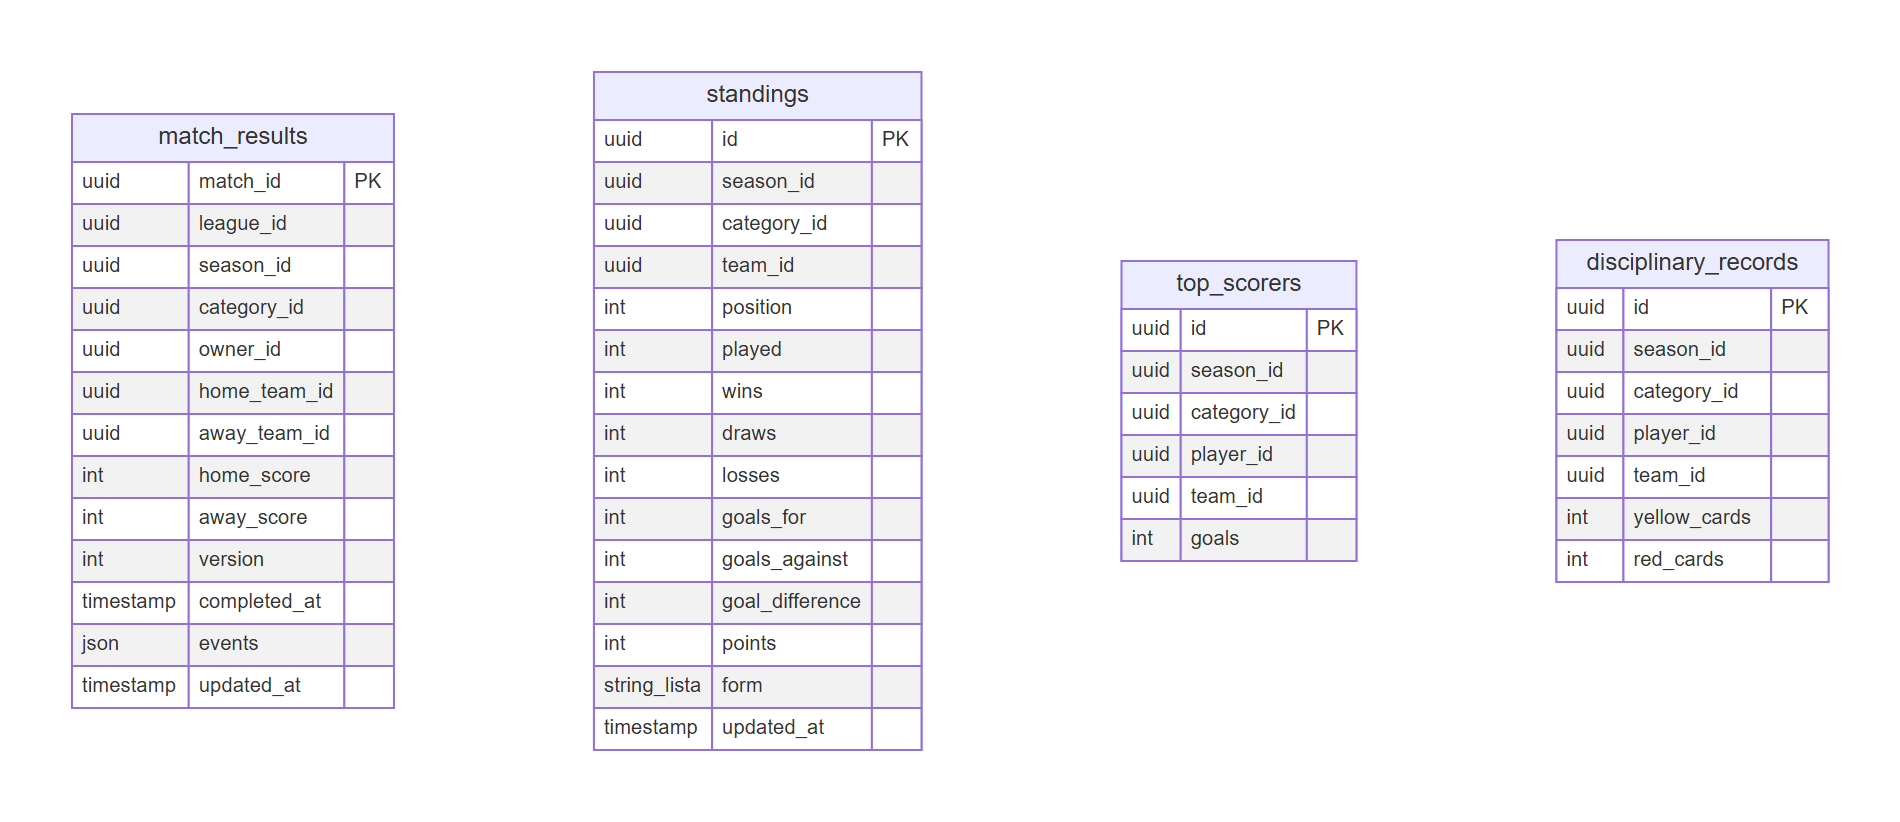 match_results
uuid match_id PK
uuid league_id
uuid season_id
uuid category_id
uuid owner_id
uuid home_team_id
uuid away_team_id
int home_score
int away_score
int version
timestamp completed_at
json events
timestamp updated_at
standings
uuid id PK
uuid season_id
uuid category_id
uuid team_id
int position
int played
int wins
int draws
int losses
int goals_for
int goals_against
int goal_difference
int points
string_lista form
timestamp updated_at
top_scorers
uuid id PK
uuid season_id
uuid category_id
uuid player_id
uuid team_id
int goals
disciplinary_records
uuid id PK
uuid season_id
uuid category_id
uuid player_id
uuid team_id
int yellow_cards
int red_cards